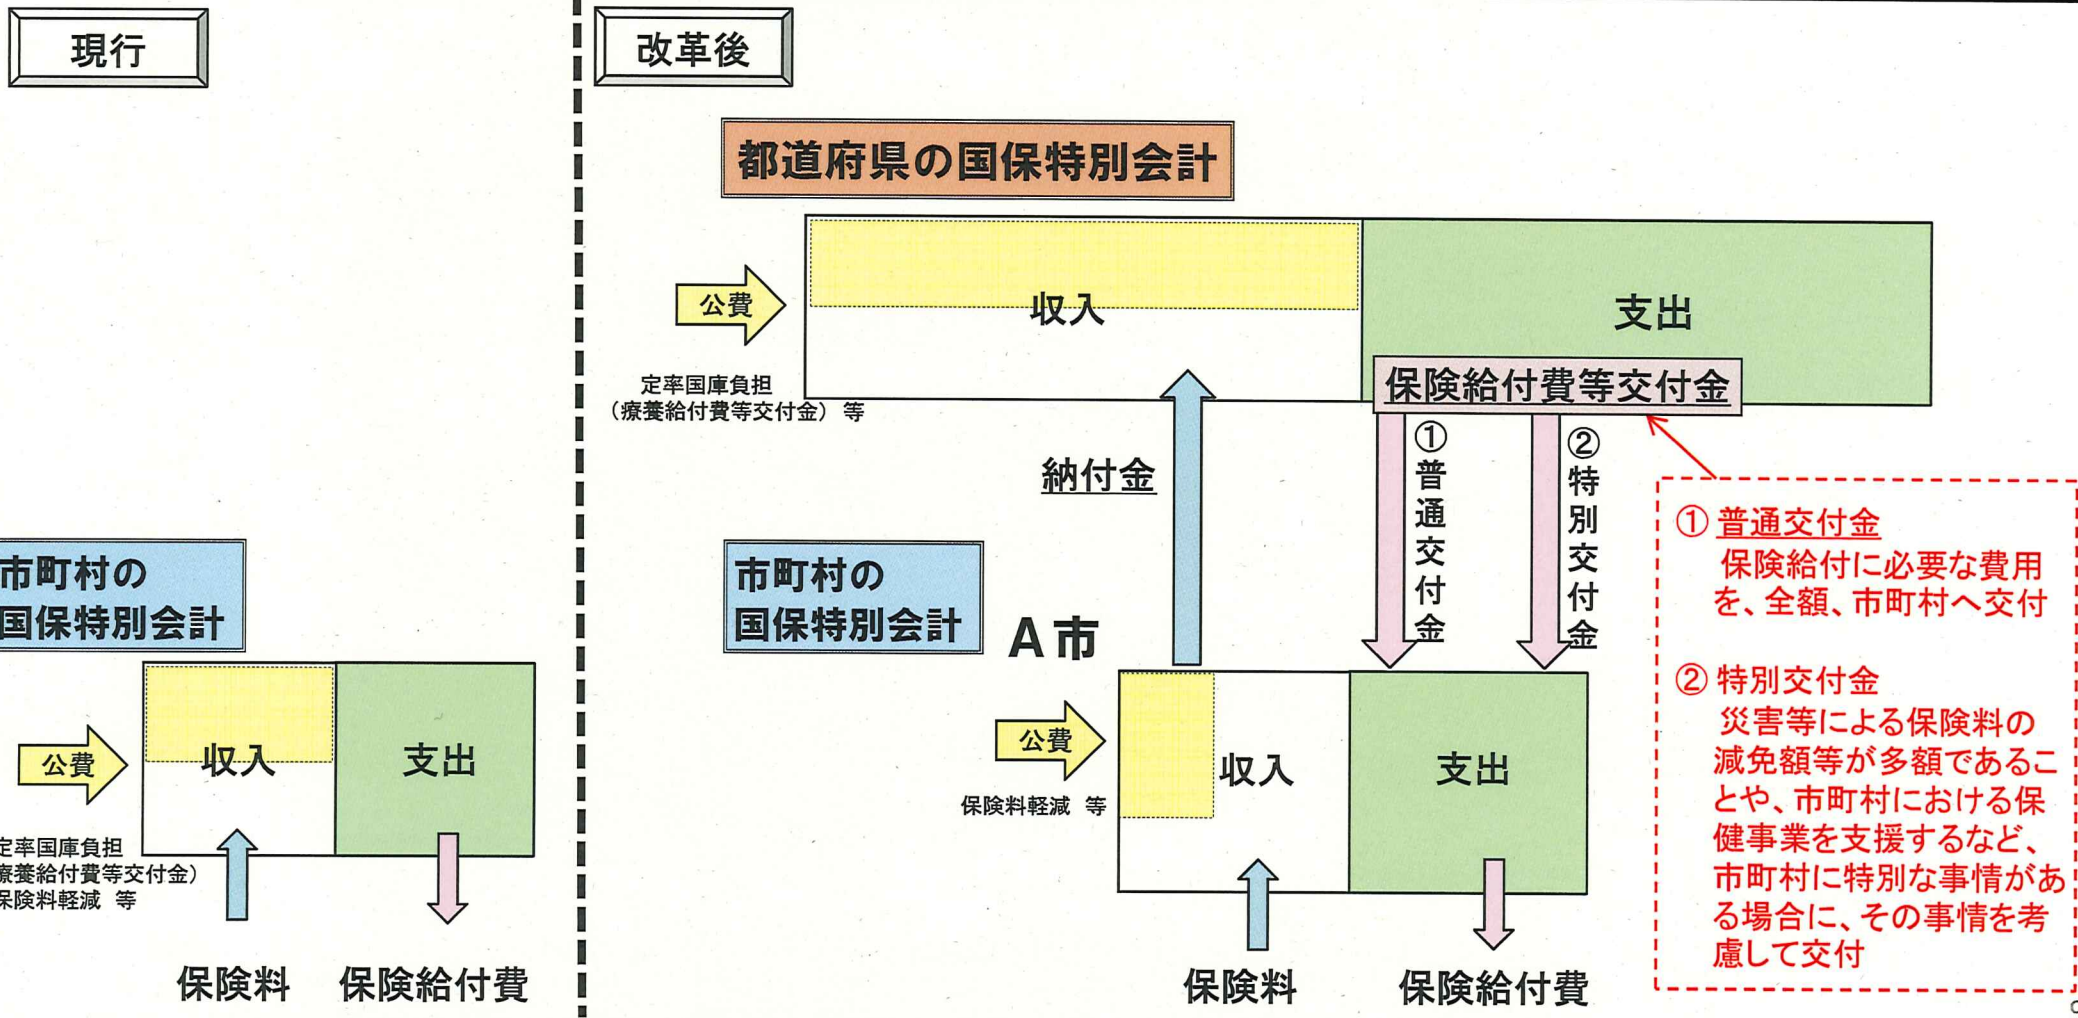 現行
市町村の
国保特別会計
公費
収入
支出
定率国庫負担
療養給付費等交付金）
保険料軽減 等
保険料
保険給付費
改革後
都道府県の国保特別会計
公費
収入
支出
定率国庫負担
（療養給付費等交付金）等
保険給付費等交付金
納付金
①普通交付金
②特別交付金
市町村の
国保特別会計
A市
公費
収入
支出
保険料軽減 等
保険料
保険給付費
① 普通交付金
保険給付に必要な費用
を、全額、市町村へ交付
② 特別交付金
災害等による保険料の
減免額等が多額であるこ
とや、市町村における保
健事業を支援するなど、
市町村に特別な事情があ
る場合に、その事情を考
慮して交付